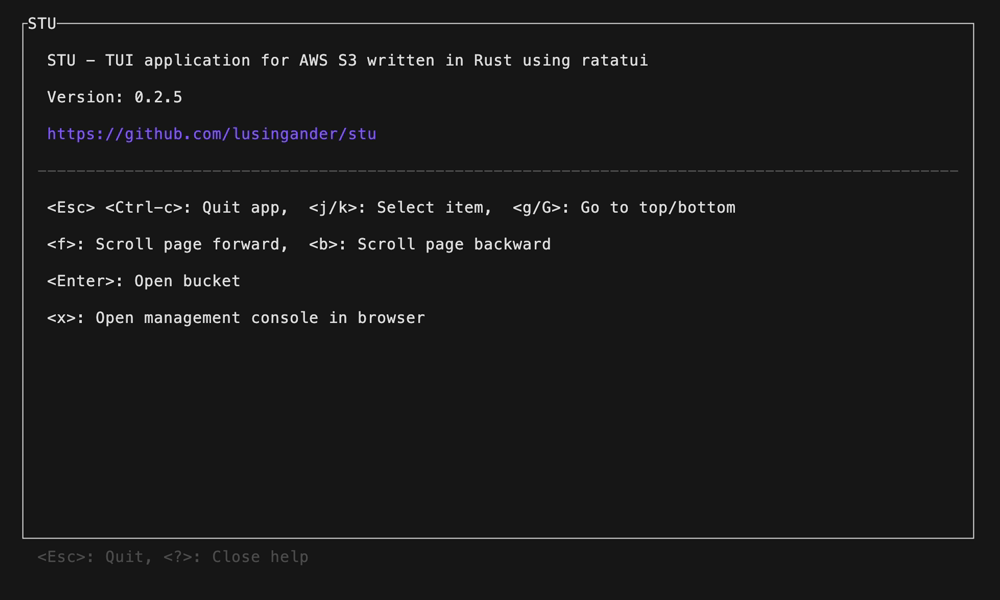 STU
STU – TUI application for AWS S3 written in Rust using ratatui
Version: 0.2.5
https://github.com/lusingander/stu
<Esc> <Ctrl-c>: Quit app,  <j/k>: Select item,  <g/G>: Go to top/bottom
<f>: Scroll page forward,  <b>: Scroll page backward
<Enter>: Open bucket
<x>: Open management console in browser
<Esc>: Quit, <?>: Close help